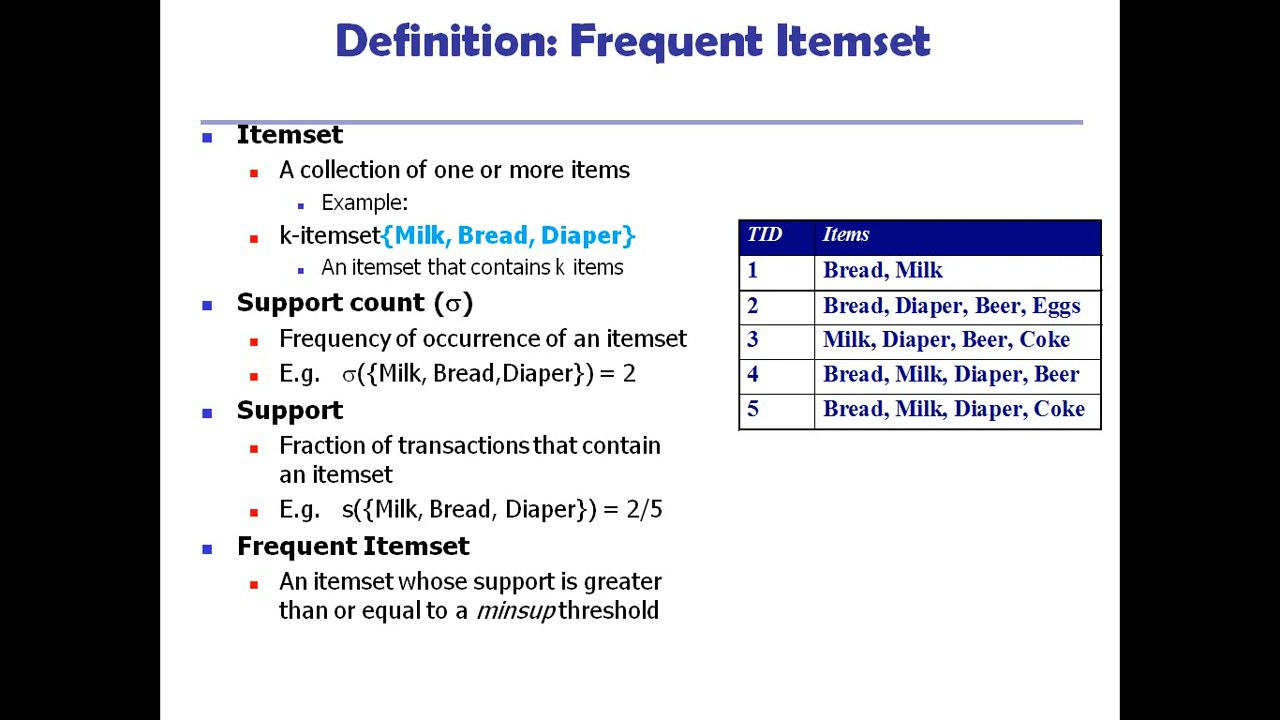 Definition: Frequent Itemset
Itemset
A collection of one or more items
Example:
k-itemset{Milk, Bread, Diaper}
An itemset that contains k items
Support count (σ)
Frequency of occurrence of an itemset
E.g. σ({Milk, Bread,Diaper}) = 2
Support
Fraction of transactions that contain
an itemset
E.g. s({Milk, Bread, Diaper}) = 2/5
Frequent Itemset
An itemset whose support is greater
than or equal to a minsup threshold
TID Items
1 Bread, Milk
2 Bread, Diaper, Beer, Eggs
3 Milk, Diaper, Beer, Coke
4 Bread, Milk, Diaper, Beer
5 Bread, Milk, Diaper, Coke